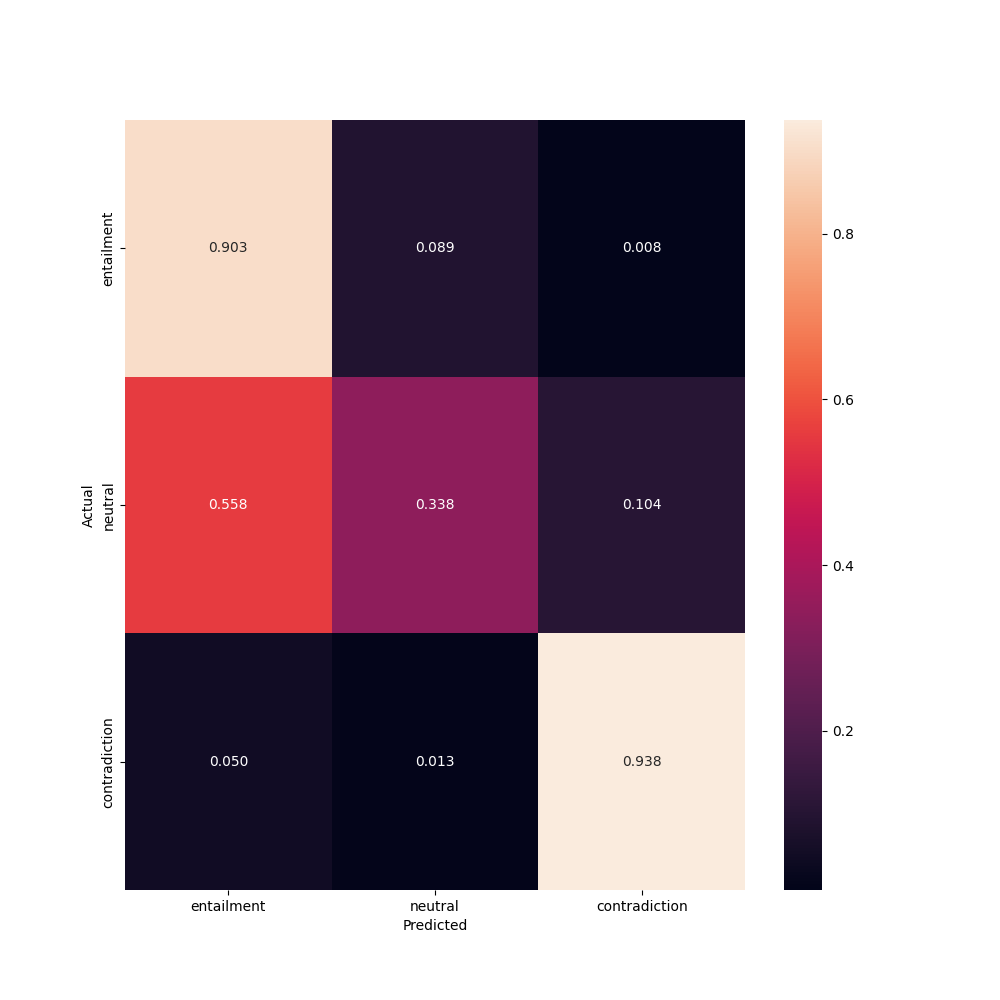 entailment
0.903 0.089 0.008
0.8
0.6
Actual
neutral
0.558 0.338 0.104
0.4
contradiction
0.050 0.013 0.938
0.2
entailment neutral contradiction
Predicted